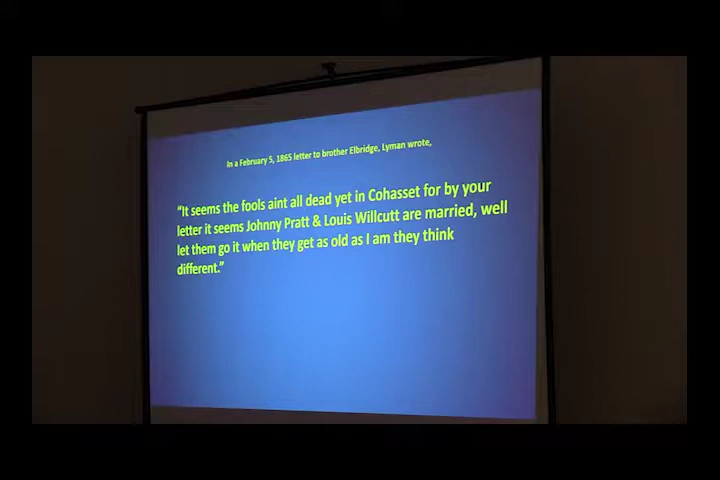 In a February 5, 1865 letter to brother Elbridge, Lyman wrote,
“It seems the fools aint all dead yet in Cohasset for by your
letter it seems Johnny Pratt & Louis Willcutt are married, well
let them go it when they get as old as I am they think
different.”